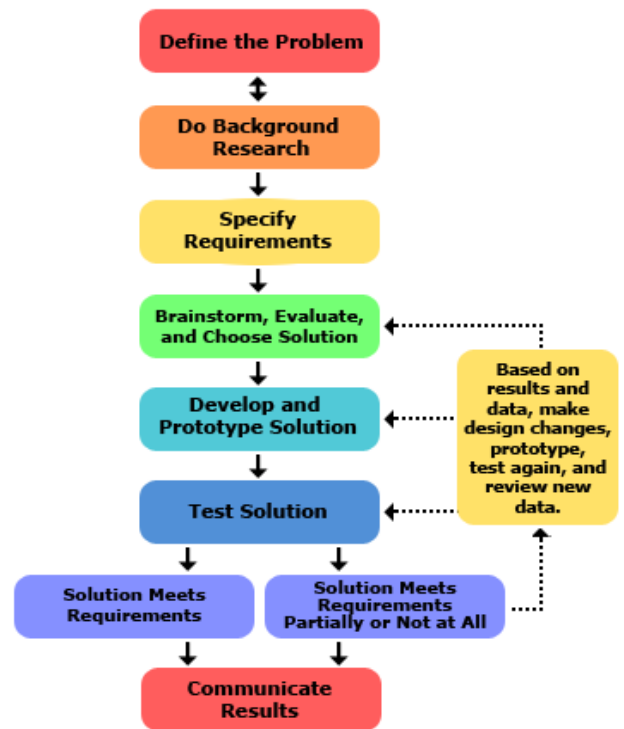 Define the Problem
Do Background
Research
Specify
Requirements
Brainstorm, Evaluate,
and Choose Solution
Develop and
Prototype Solution
Based on
results and
data, make
design changes,
prototype,
test again, and
review new
data.
Test Solution
Solution Meets
Requirements
Solution Meets
Requirements
Partially or Not at All
Communicate
Results